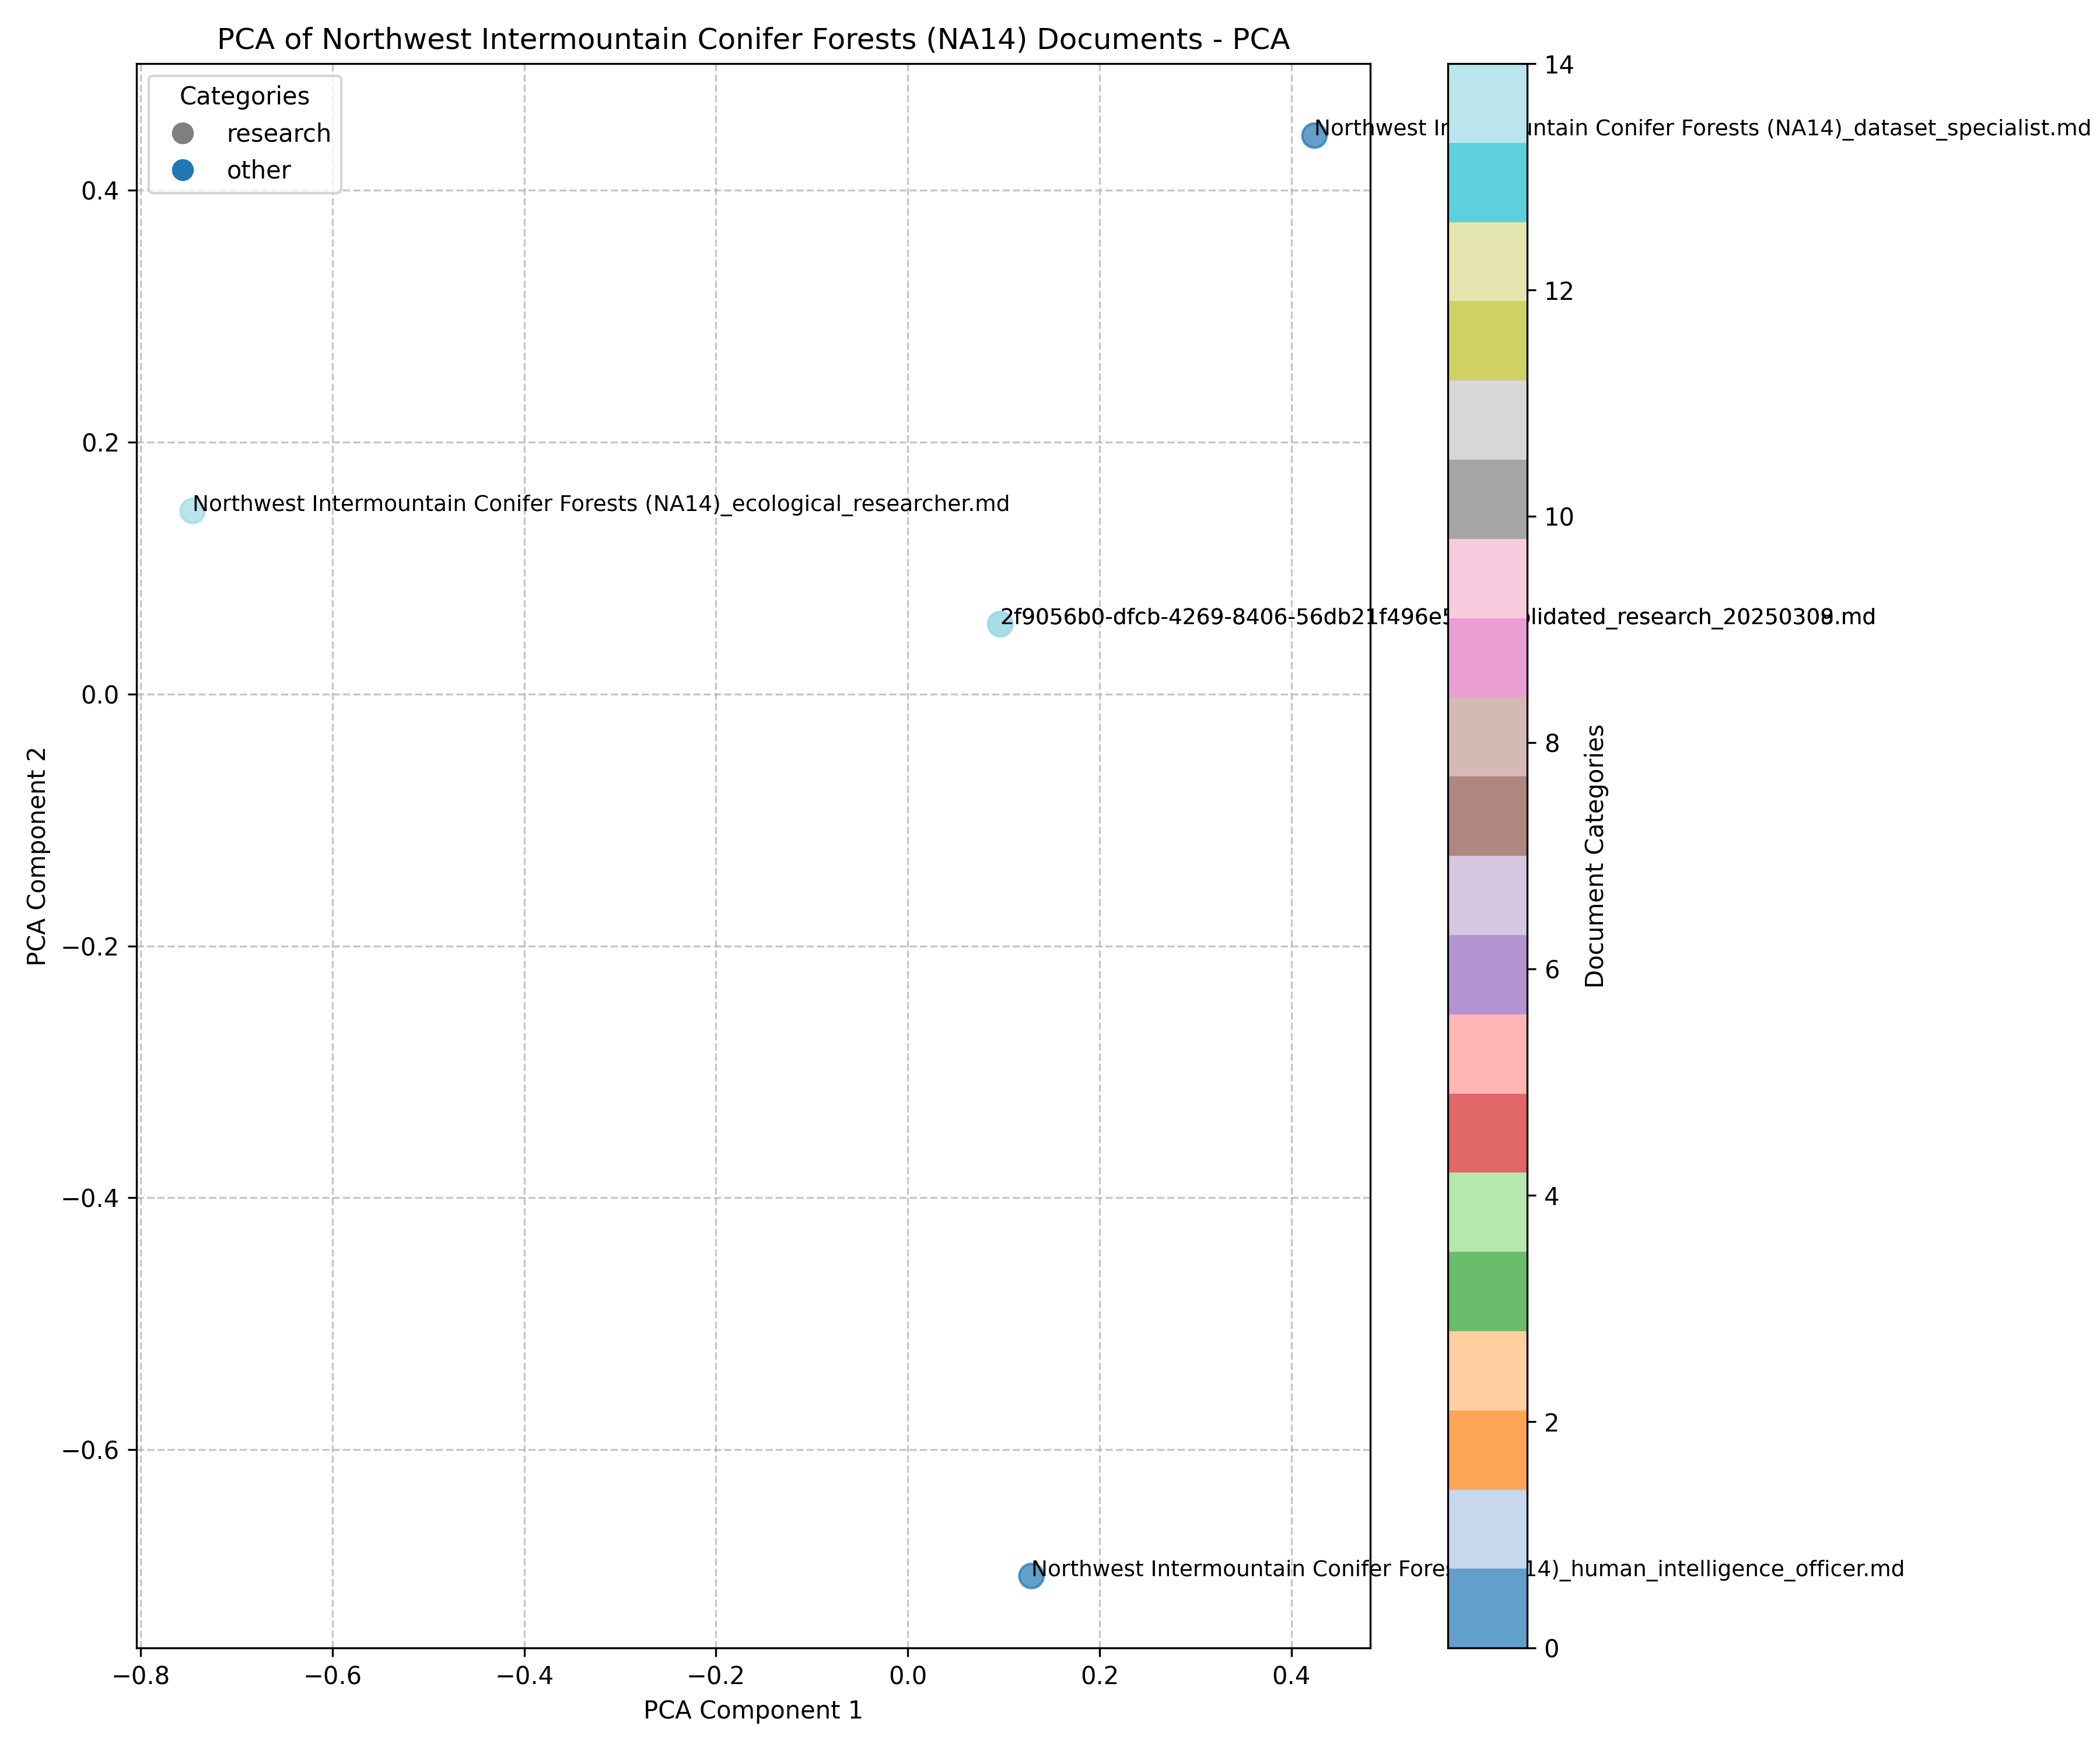 PCA of Northwest Intermountain Conifer Forests (NA14) Documents - PCA
Categories
research
other
Northwest In untain Conifer Forests (NA14)_dataset_specialist.md
Northwest Intermountain Conifer Forests (NA14)_ecological_researcher.md
2f9056b0-dfcb-4269-8406-56db21f496e5 lidated_research_2025030 .md
Northwest Intermountain Conifer Fores 14)_human_intelligence_officer.md
0.4
0.2
0.0
−0.2
−0.4
−0.6
PCA Component 2
−0.8
−0.6
−0.4
−0.2
0.0
0.2
0.4
PCA Component 1
14
12
10
8
6
4
2
0
Document Categories